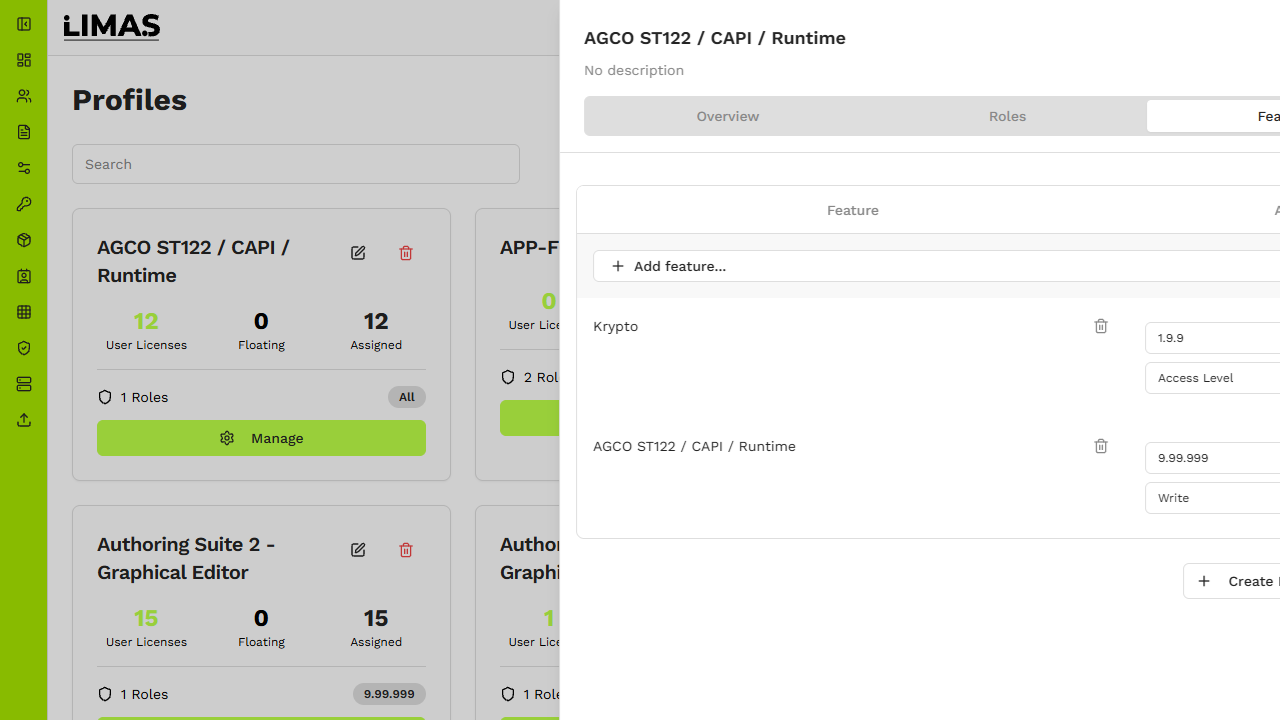 LIMAS
Profiles
Search
AGCO ST122 / CAPI /
Runtime
12
User Licenses
0
Floating
12
Assigned
1 Roles
All
Manage
APP-F
0
User Lice
2 Rol
Authoring Suite 2 -
Graphical Editor
15
User Licenses
0
Floating
15
Assigned
1 Roles
9.99.999
Author
Graphi
1
User Lice
1 Role
AGCO ST122 / CAPI / Runtime
No description
Overview
Roles
Fea
Feature
A
Add feature...
Krypto
1.9.9
Access Level
AGCO ST122 / CAPI / Runtime
9.99.999
Write
Create